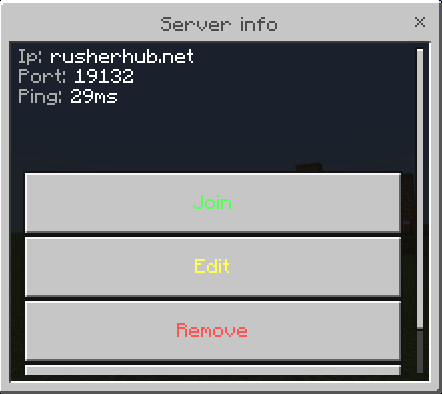 Server info
Ip: rusherhub.net
Port: 19132
Ping: 29ms
Join
Edit
Remove